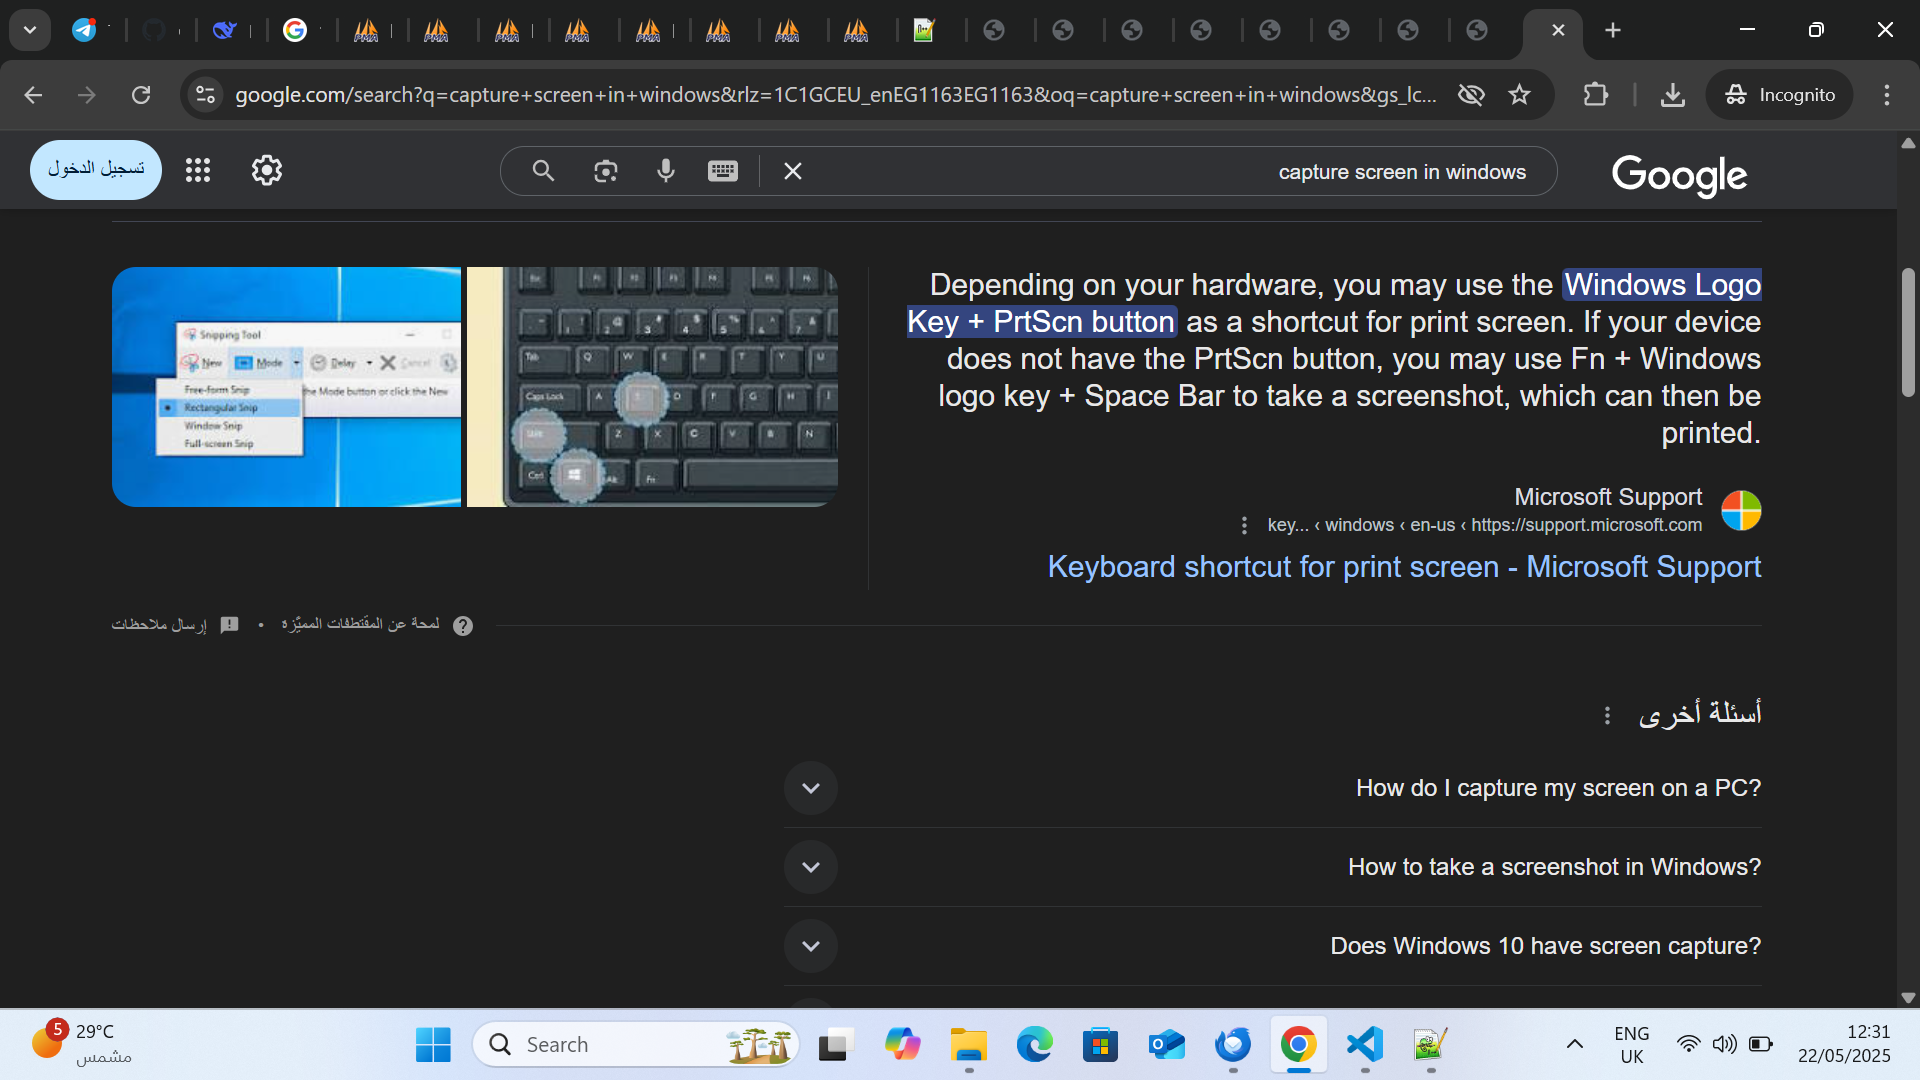 google.com/search?q=capture+screen+in+windows&rlz=1C1GCEU_enEG1163EG1163&oq=capture+screen+in+windows&gs_lc...
Incognito
تسجيل الدخول
capture screen in windows
Google
Snipping Tool
New Mode Delay Cancel
Free-form Snip
the Mode button or click the New
Rectangular Snip
Window Snip
Full-screen Snip
Depending on your hardware, you may use the Windows Logo
Key + PrtScn button as a shortcut for print screen. If your device
does not have the PrtScn button, you may use Fn + Windows
logo key + Space Bar to take a screenshot, which can then be
printed.
Microsoft Support
key... ‹ windows ‹ en-us ‹ https://support.microsoft.com
Keyboard shortcut for print screen - Microsoft Support
لمحة عن المقتطفات المميَّزة • إرسال ملاحظات
أسئلة أخرى
How do I capture my screen on a PC?
How to take a screenshot in Windows?
Does Windows 10 have screen capture?
5
29°C
مشمس
Search
ENG
UK
12:31
22/05/2025